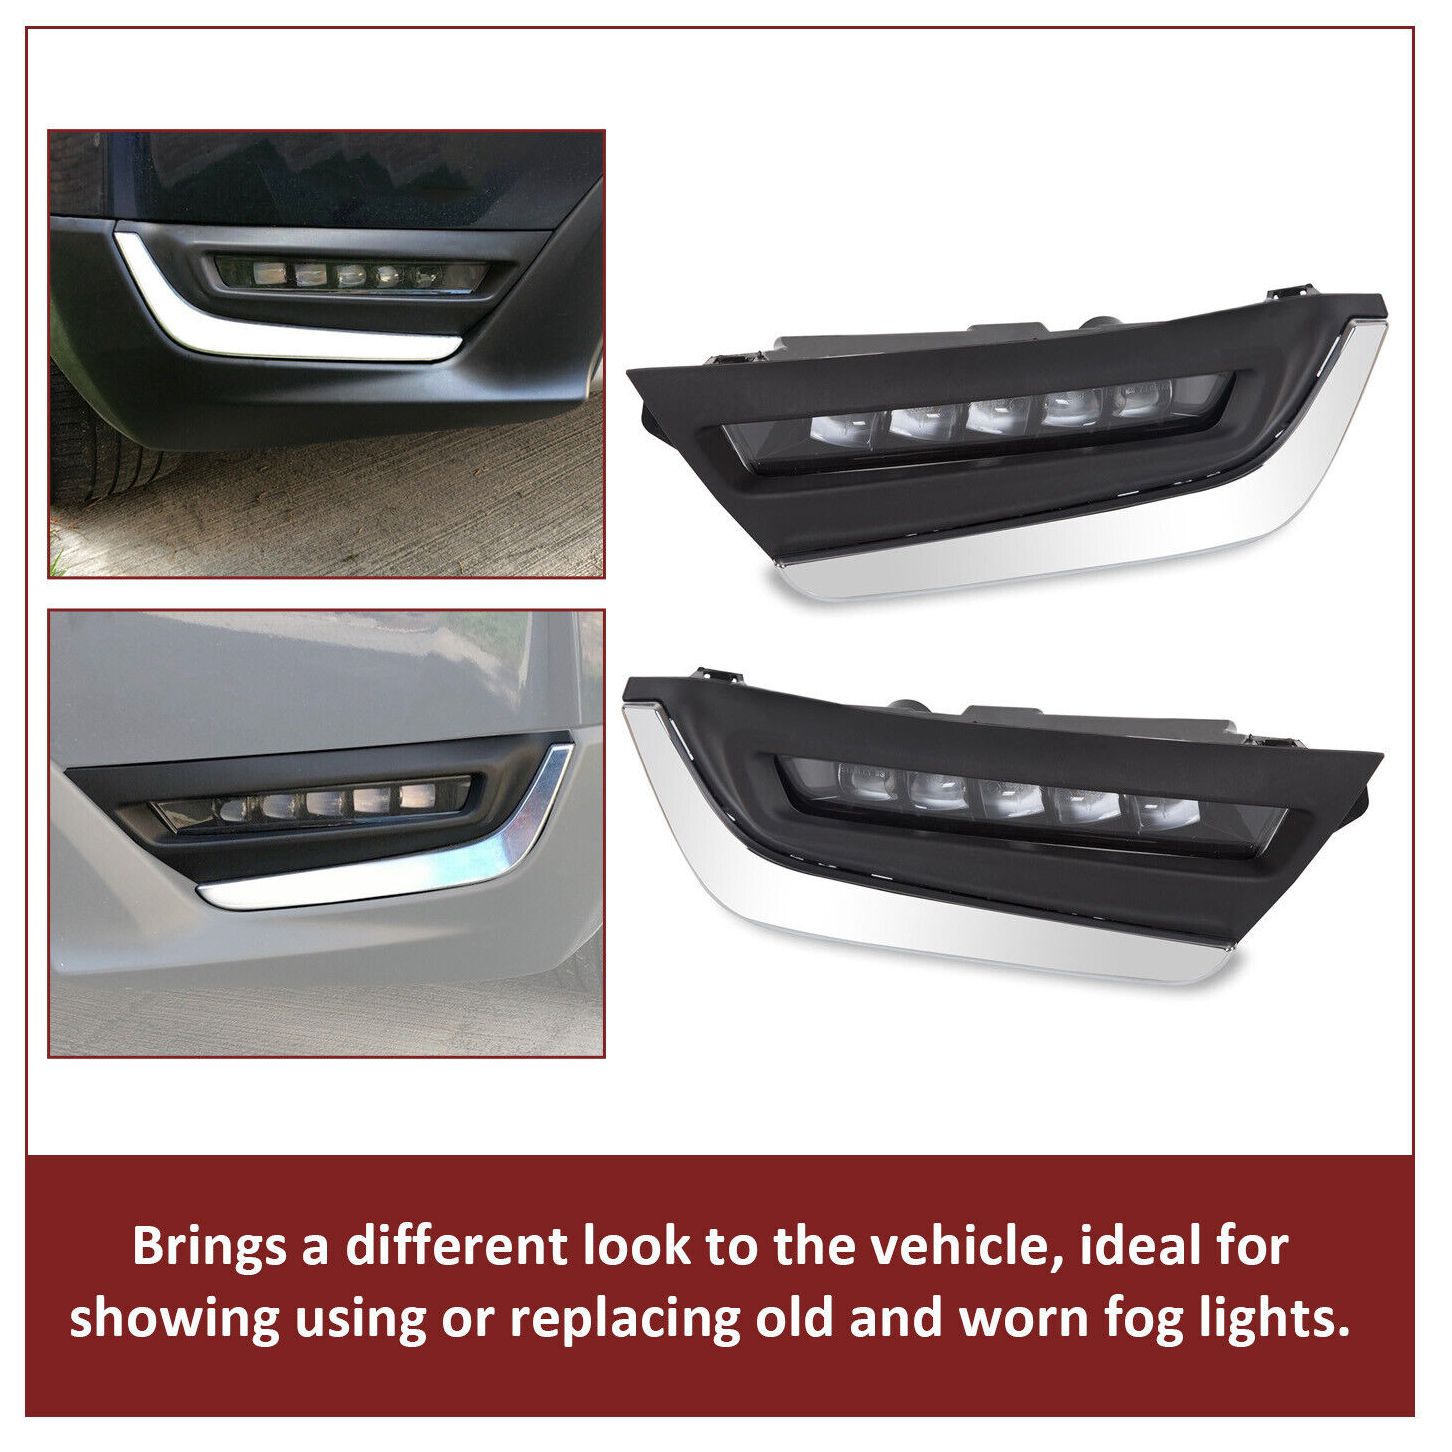 Brings a different look to the vehicle, ideal for
showing using or replacing old and worn fog lights.